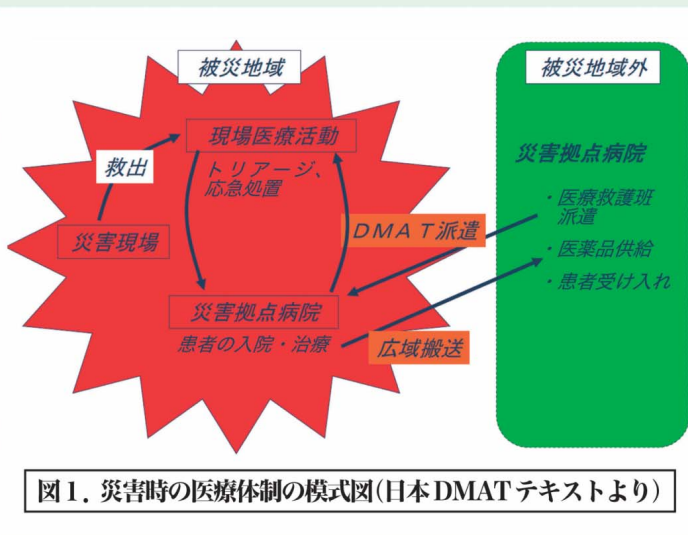 被災地域
現場医療活動
トリアージ、
応急処置
救出
災害現場
災害拠点病院
患者の入院・治療
DMAT派遣
広域搬送
被災地域外
災害拠点病院
・医療救護班
派遣
・医薬品供給
・患者受け入れ
図1. 災害時の医療体制の模式図(日本DMATテキストより)